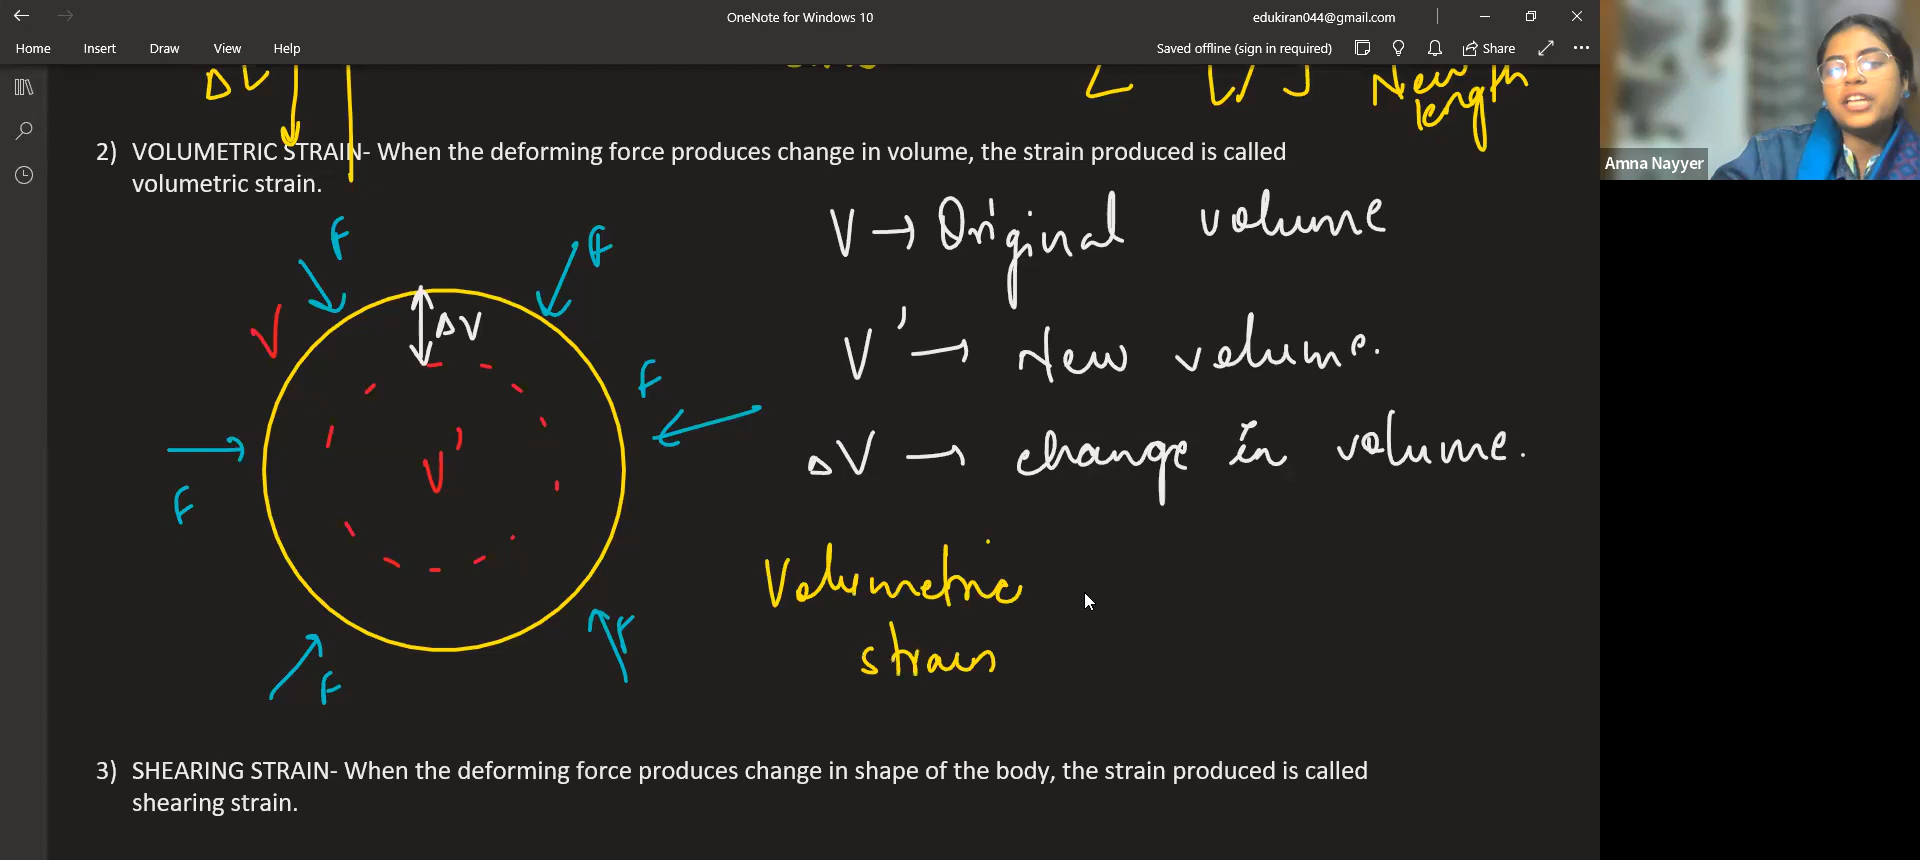 OneNote for Windows 10
edukiran044@gmail.com
Home Insert Draw View Help
Saved offline (sign in required)
Share
ΔV
L
New
length
Amna Nayyer
2) VOLUMETRIC STRAIN- When the deforming force produces change in volume, the strain produced is called
volumetric strain.
V → Original volume
F
F
V
ΔV
V' → New volume.
F
V'
ΔV → change in volume.
F
Volumetric
strain
F
F
3) SHEARING STRAIN- When the deforming force produces change in shape of the body, the strain produced is called
shearing strain.